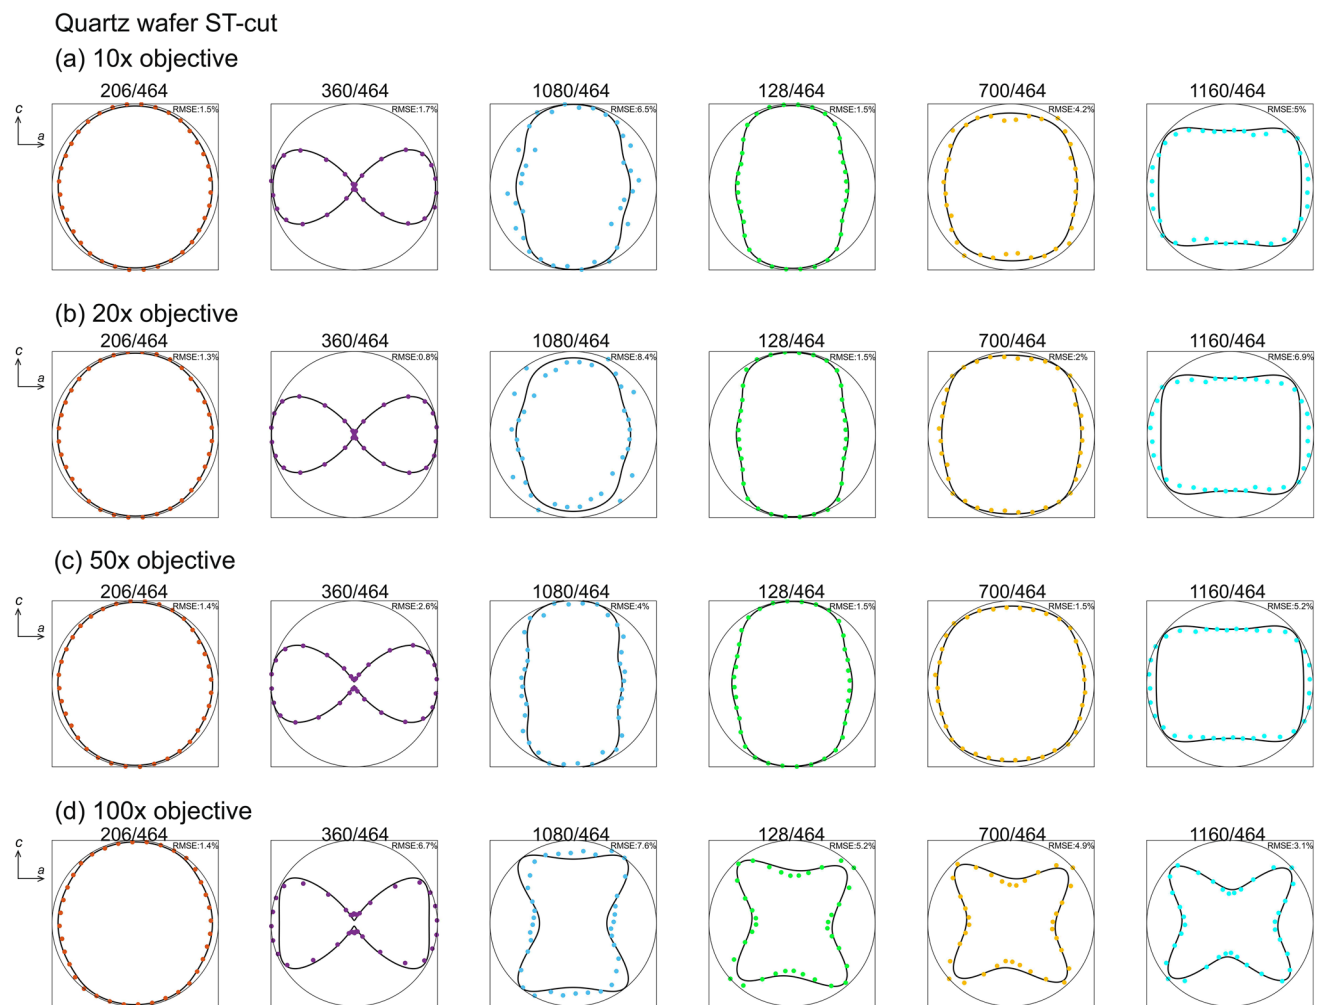 Quartz wafer ST-cut
(a) 10x objective
206/464 360/464 1080/464 128/464 700/464 1160/464
c RMSE:1.5% RMSE:1.7% RMSE:6.5% RMSE:1.5% RMSE:4.2% RMSE:5%
a
(b) 20x objective
206/464 360/464 1080/464 128/464 700/464 1160/464
c RMSE:1.3% RMSE:0.8% RMSE:8.4% RMSE:1.5% RMSE:2% RMSE:6.9%
a
(c) 50x objective
206/464 360/464 1080/464 128/464 700/464 1160/464
c RMSE:1.4% RMSE:2.6% RMSE:4% RMSE:1.5% RMSE:1.5% RMSE:5.2%
a
(d) 100x objective
206/464 360/464 1080/464 128/464 700/464 1160/464
c RMSE:1.4% RMSE:6.7% RMSE:7.6% RMSE:5.2% RMSE:4.9% RMSE:3.1%
a